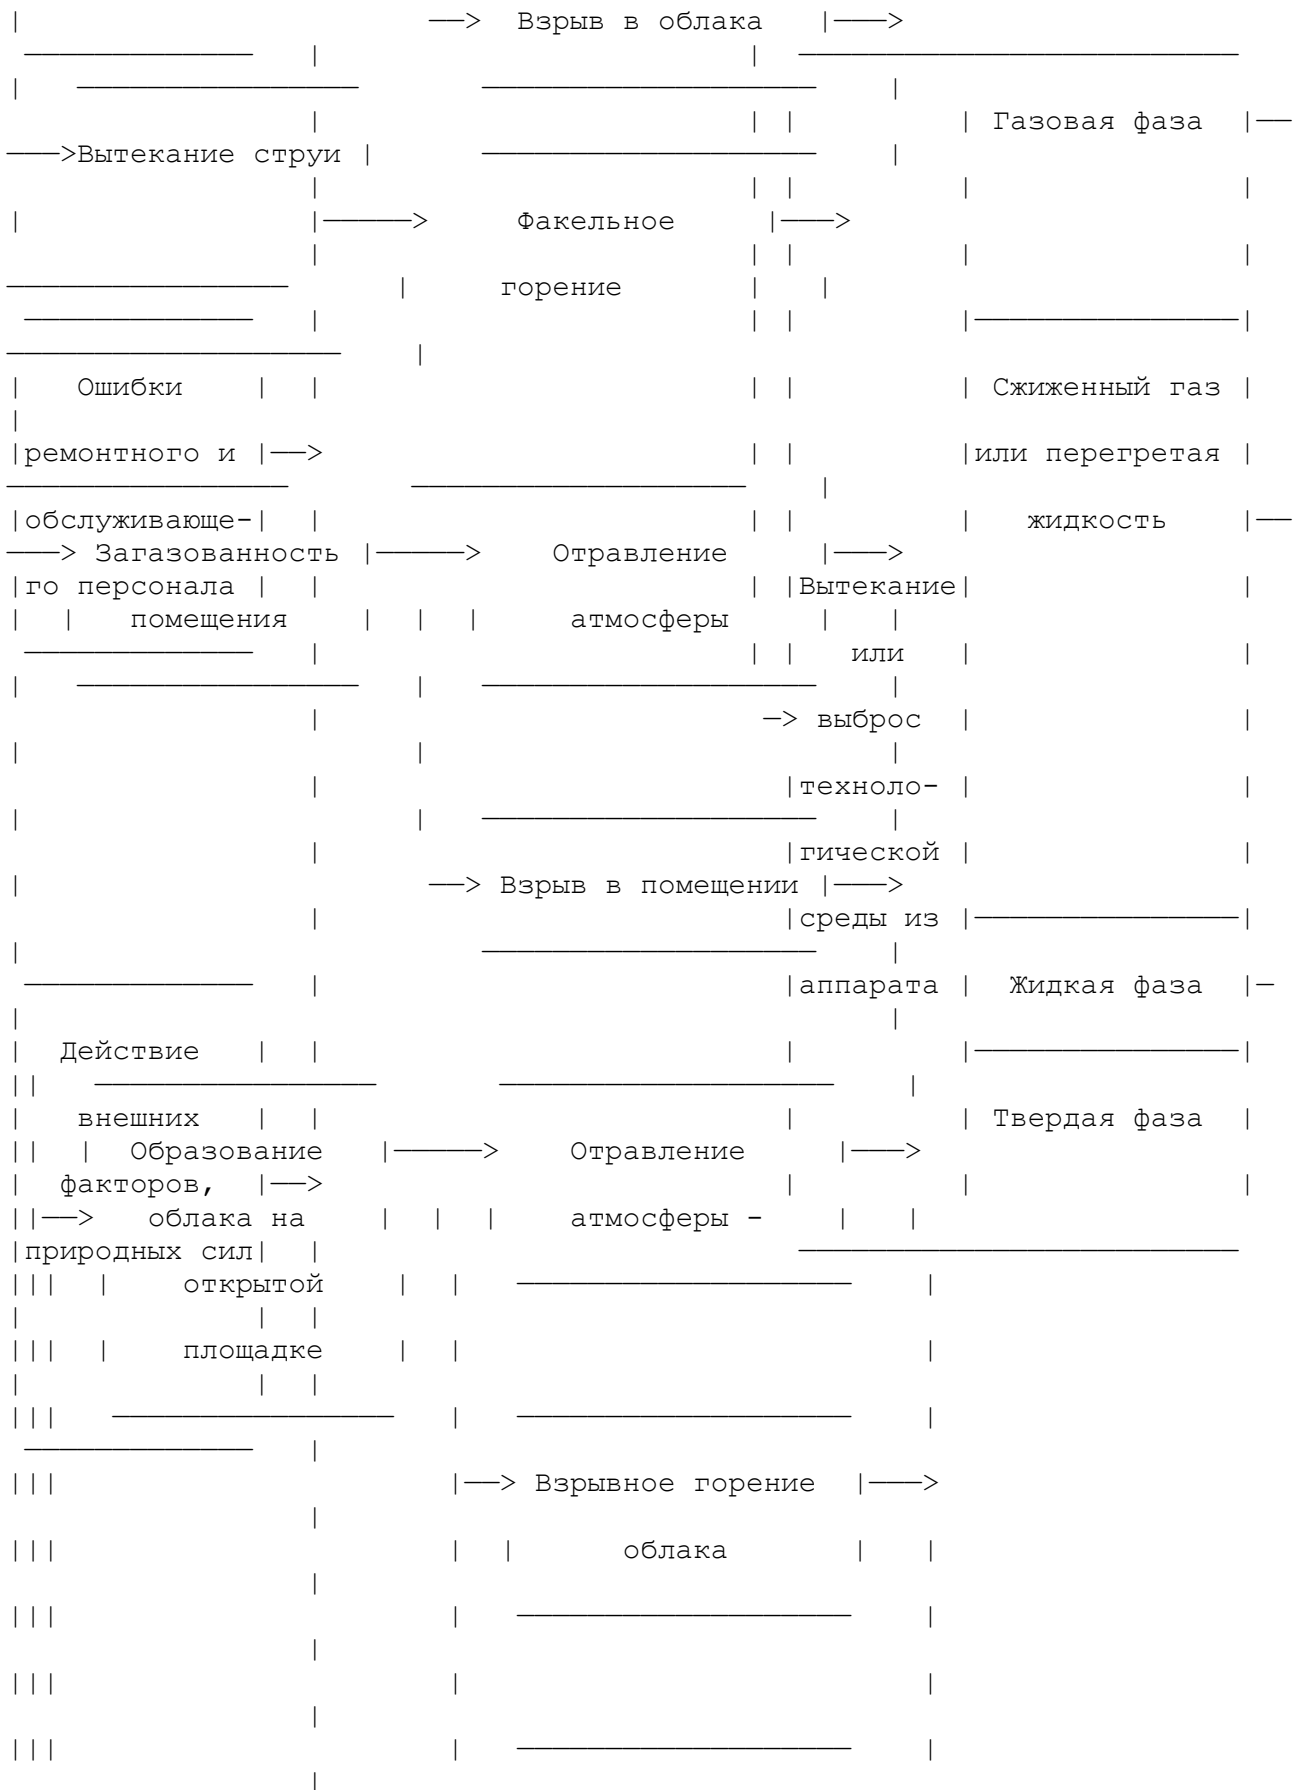 Взрыв в облака
Газовая фаза
Вытекание струи
Факельное
горение
Ошибки Сжиженный газ
ремонтного и или перегретая
обслуживающе- жидкость
Загазованность Отравление
го персонала Вытекание
помещения атмосферы
или
выброс
техноло-
гической
Взрыв в помещении
среды из
аппарата Жидкая фаза
Действие
внешних Твердая фаза
Образование Отравление
факторов,
облака на атмосферы -
природных сил
открытой
площадке
Взрывное горение
облака